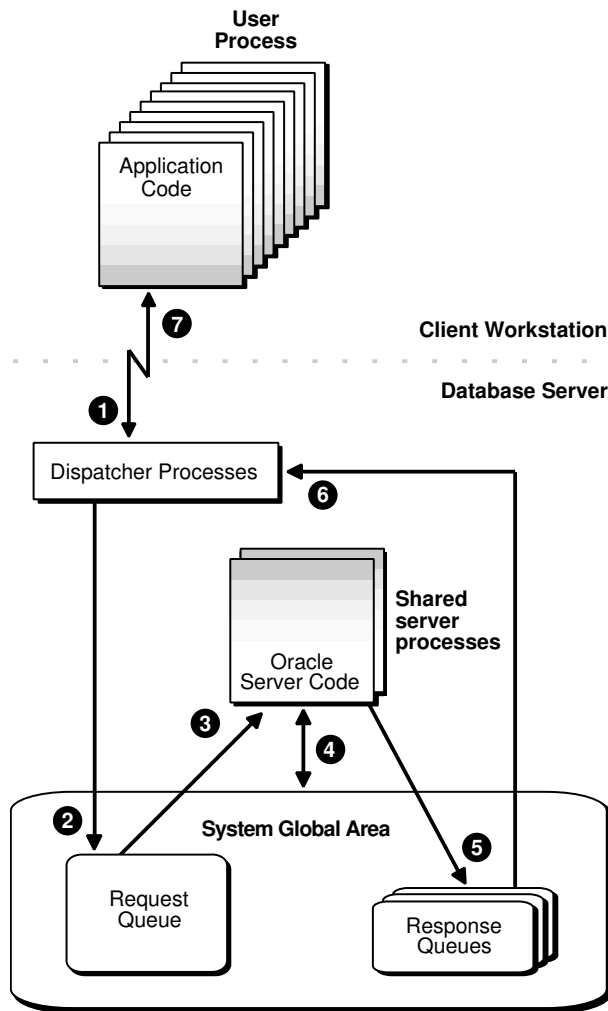 User
Process
Application
Code
7
Client Workstation
Database Server
1
Dispatcher Processes
6
Shared
server
processes
Oracle
Server Code
3
4
2
System Global Area
5
Request
Queue
Response
Queues